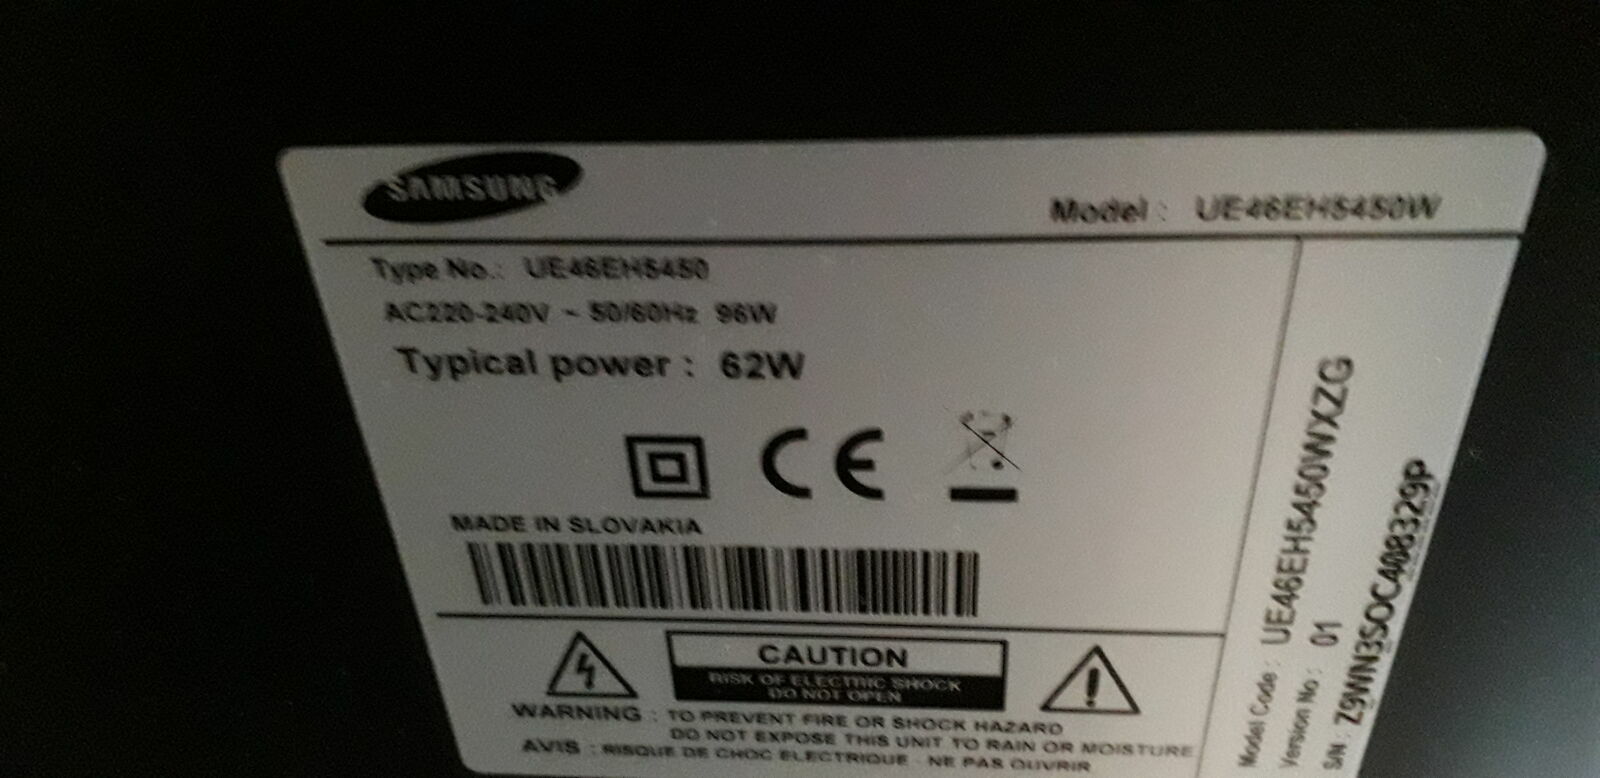 SAMSUNG
Model : UE46EH5450W
Type No.: UE46EH5450
AC220-240V ~ 50/60Hz 96W
Typical power : 62W
CE
MADE IN SLOVAKIA
CAUTION
RISK OF ELECTRIC SHOCK
DO NOT OPEN
WARNING : TO PREVENT FIRE OR SHOCK HAZARD
DO NOT EXPOSE THIS UNIT TO RAIN OR MOISTURE
AVIS : RISQUE DE CHOC ELECTRIQUE - NE PAS OUVRIR
Model Code : UE46EH5450WXZG
Version No : 01
S/N : Z9WN3SOCA08329P